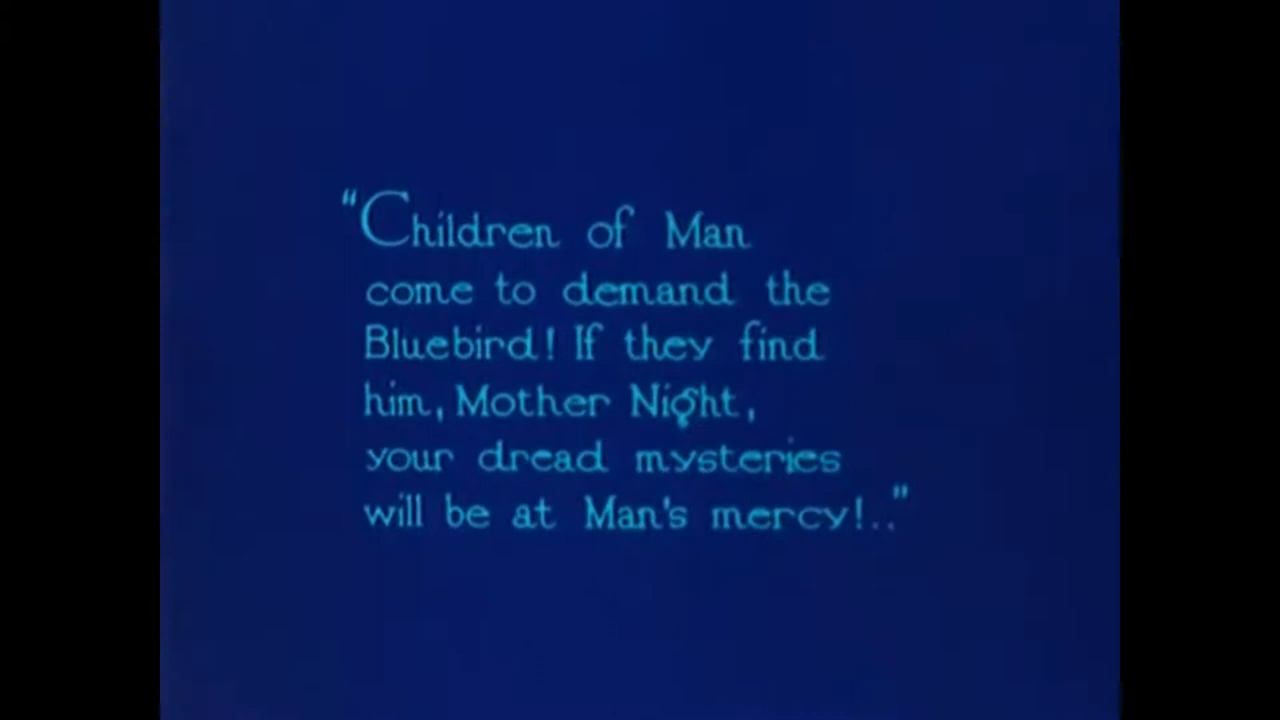 "Children of Man
come to demand the
Bluebird! If they find
him, Mother Night,
your dread mysteries
will be at Man's mercy!.."